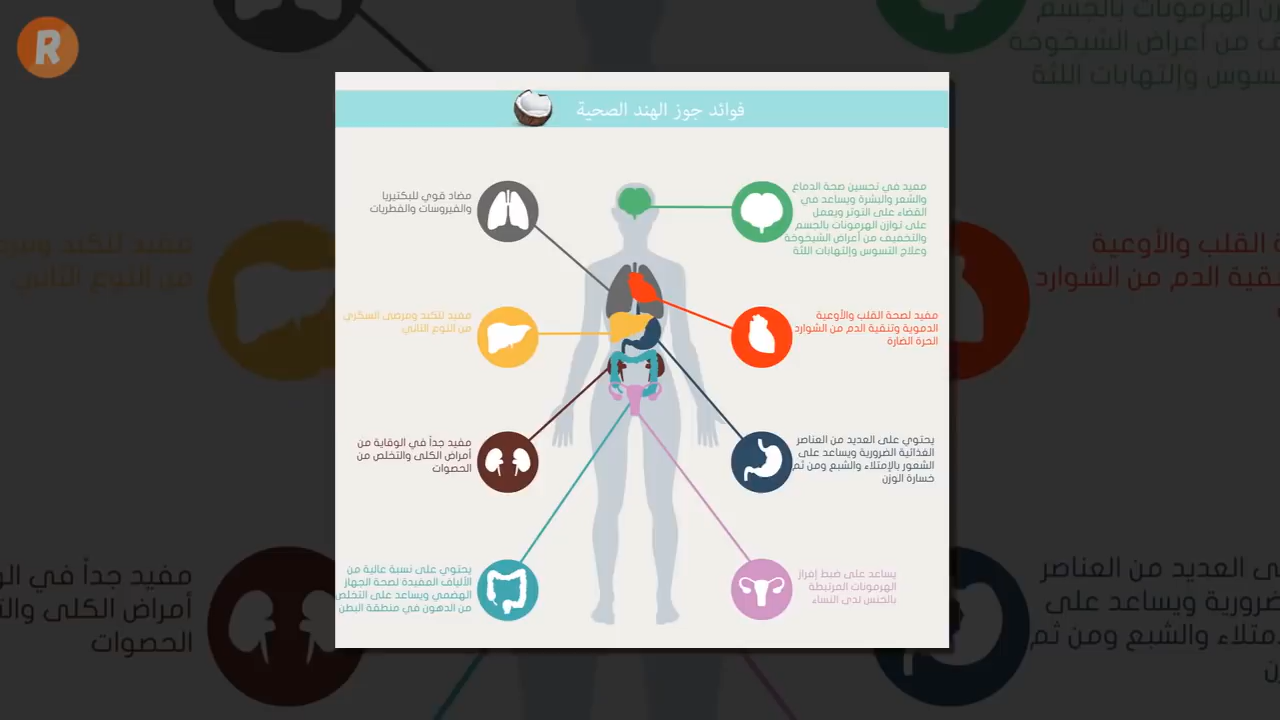 R
فوائد جوز الهند الصحية
مفيد في تحسين صحة الدماغ
والشعر والبشرة ويساعد في
القضاء على التوتر ويعمل
على توازن الهرمونات بالجسم
والتخفيف من أعراض الشيخوخة
وعلاج التسوس وإلتهابات اللثة
مضاد قوي للبكتيريا
والفيروسات والفطريات
مفيد لصحة القلب والأوعية
الدموية وتنقية الدم من الشوارد
الحرة الضارة
مفيد للكبد ومرضى السكري
من النوع الثاني
يحتوي على العديد من العناصر
الغذائية الضرورية ويساعد على
الشعور بالإمتلاء والشبع ومن ثم
خسارة الوزن
مفيد جداً في الوقاية من
أمراض الكلى والتخلص من
الحصوات
يساعد على ضبط إفراز
الهرمونات المرتبطة
بالجنس لدى النساء
يحتوي على نسبة عالية من
الألياف المفيدة لصحة الجهاز
الهضمي ويساعد على التخلص
من الدهون في منطقة البطن